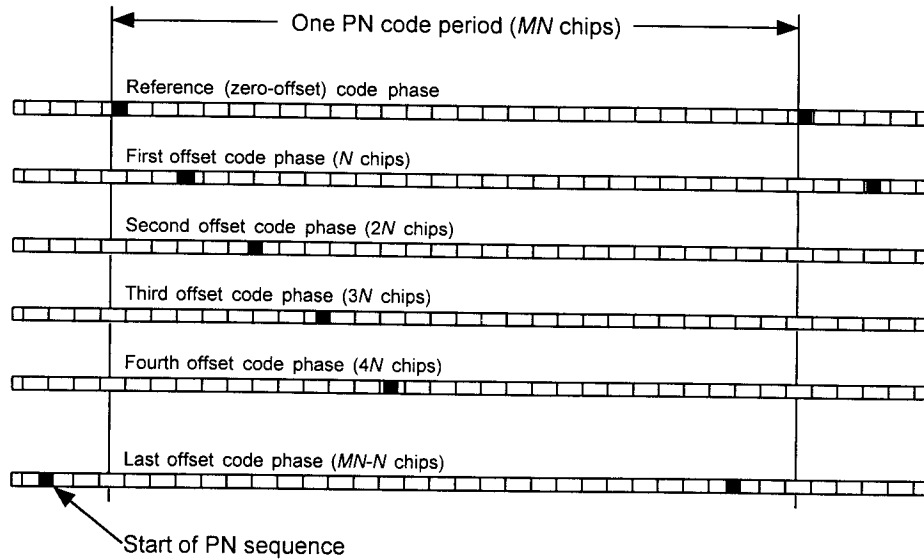 One PN code period (MN chips)
Reference (zero-offset) code phase
First offset code phase (N chips)
Second offset code phase (2N chips)
Third offset code phase (3N chips)
Fourth offset code phase (4N chips)
Last offset code phase (MN-N chips)
Start of PN sequence